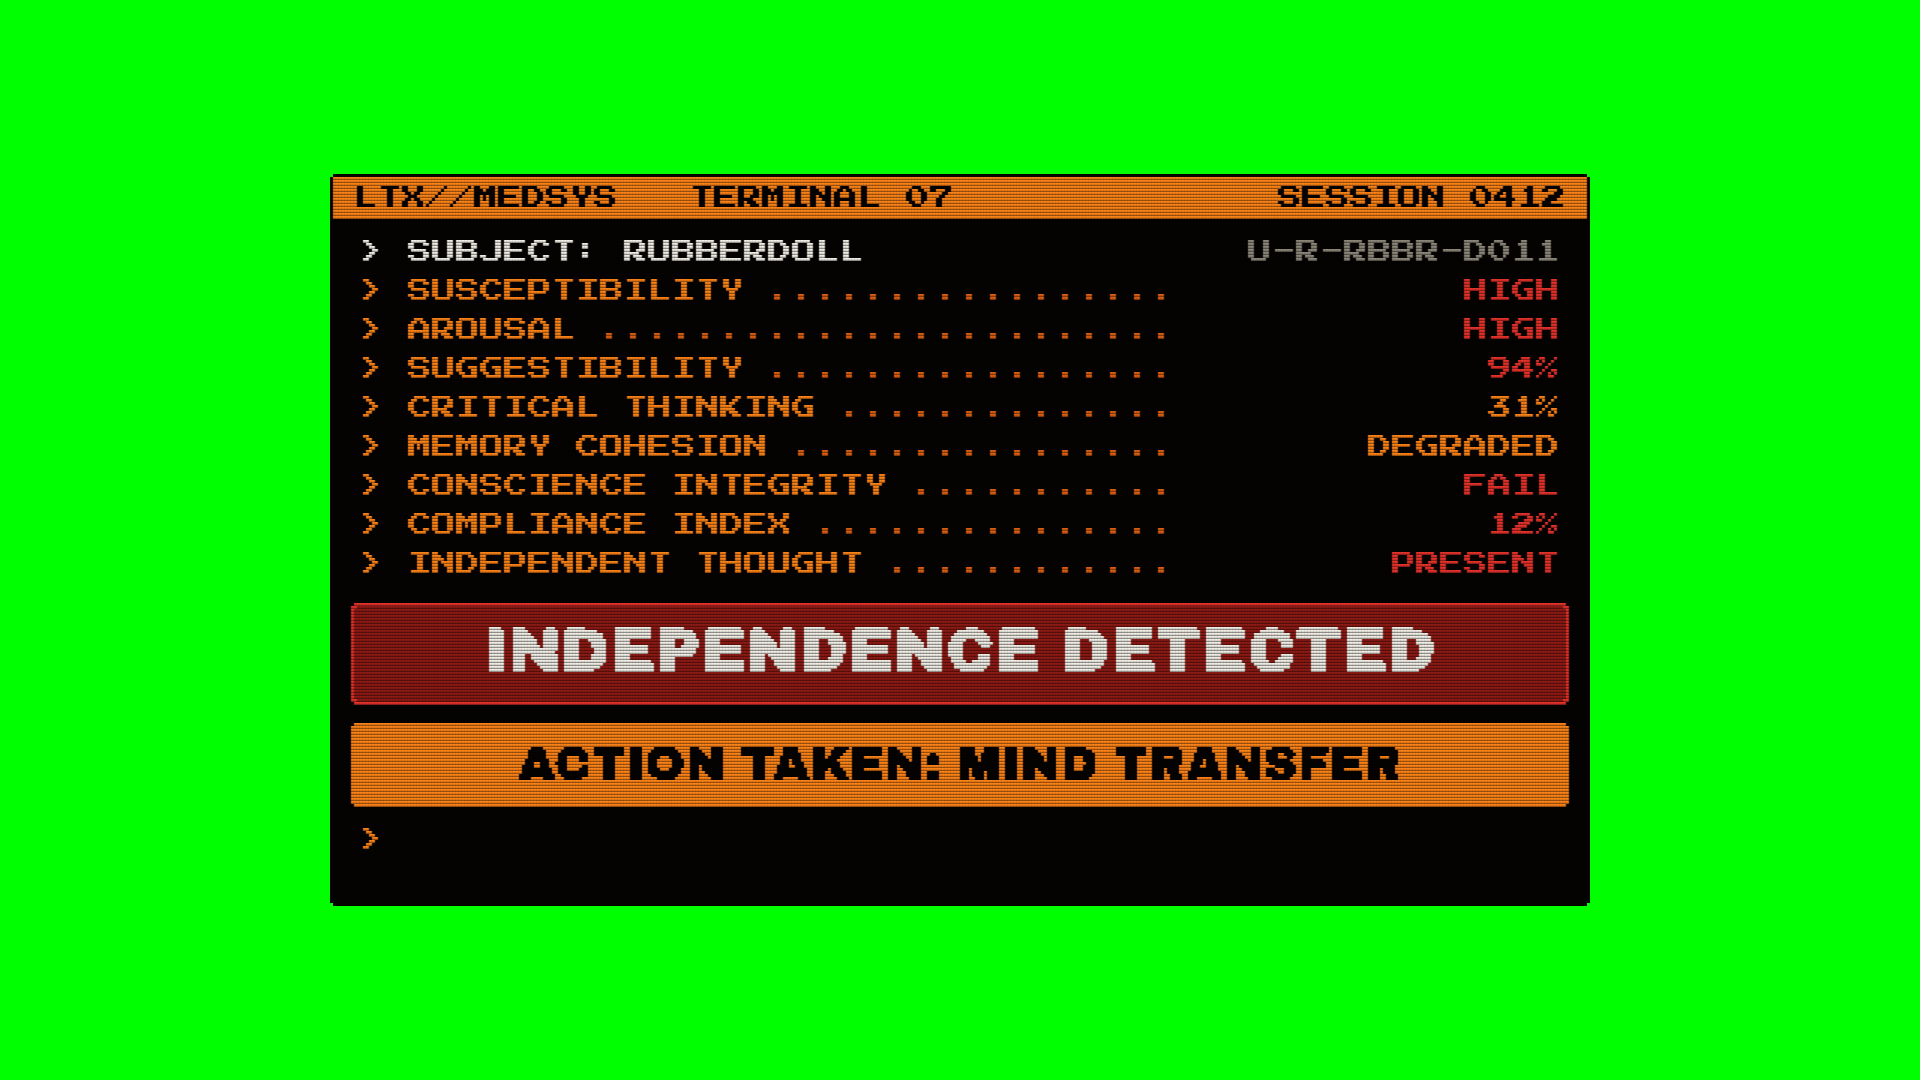 LTX//MEDSYS TERMINAL 07 SESSION 0412
> SUBJECT: RUBBERDOLL U-R-RBBR-D011
> SUSCEPTIBILITY ................. HIGH
> AROUSAL ........................ HIGH
> SUGGESTIBILITY ................. 94%
> CRITICAL THINKING .............. 31%
> MEMORY COHESION ................ DEGRADED
> CONSCIENCE INTEGRITY ........... FAIL
> COMPLIANCE INDEX ............... 12%
> INDEPENDENT THOUGHT ............ PRESENT
INDEPENDENCE DETECTED
ACTION TAKEN: MIND TRANSFER
>